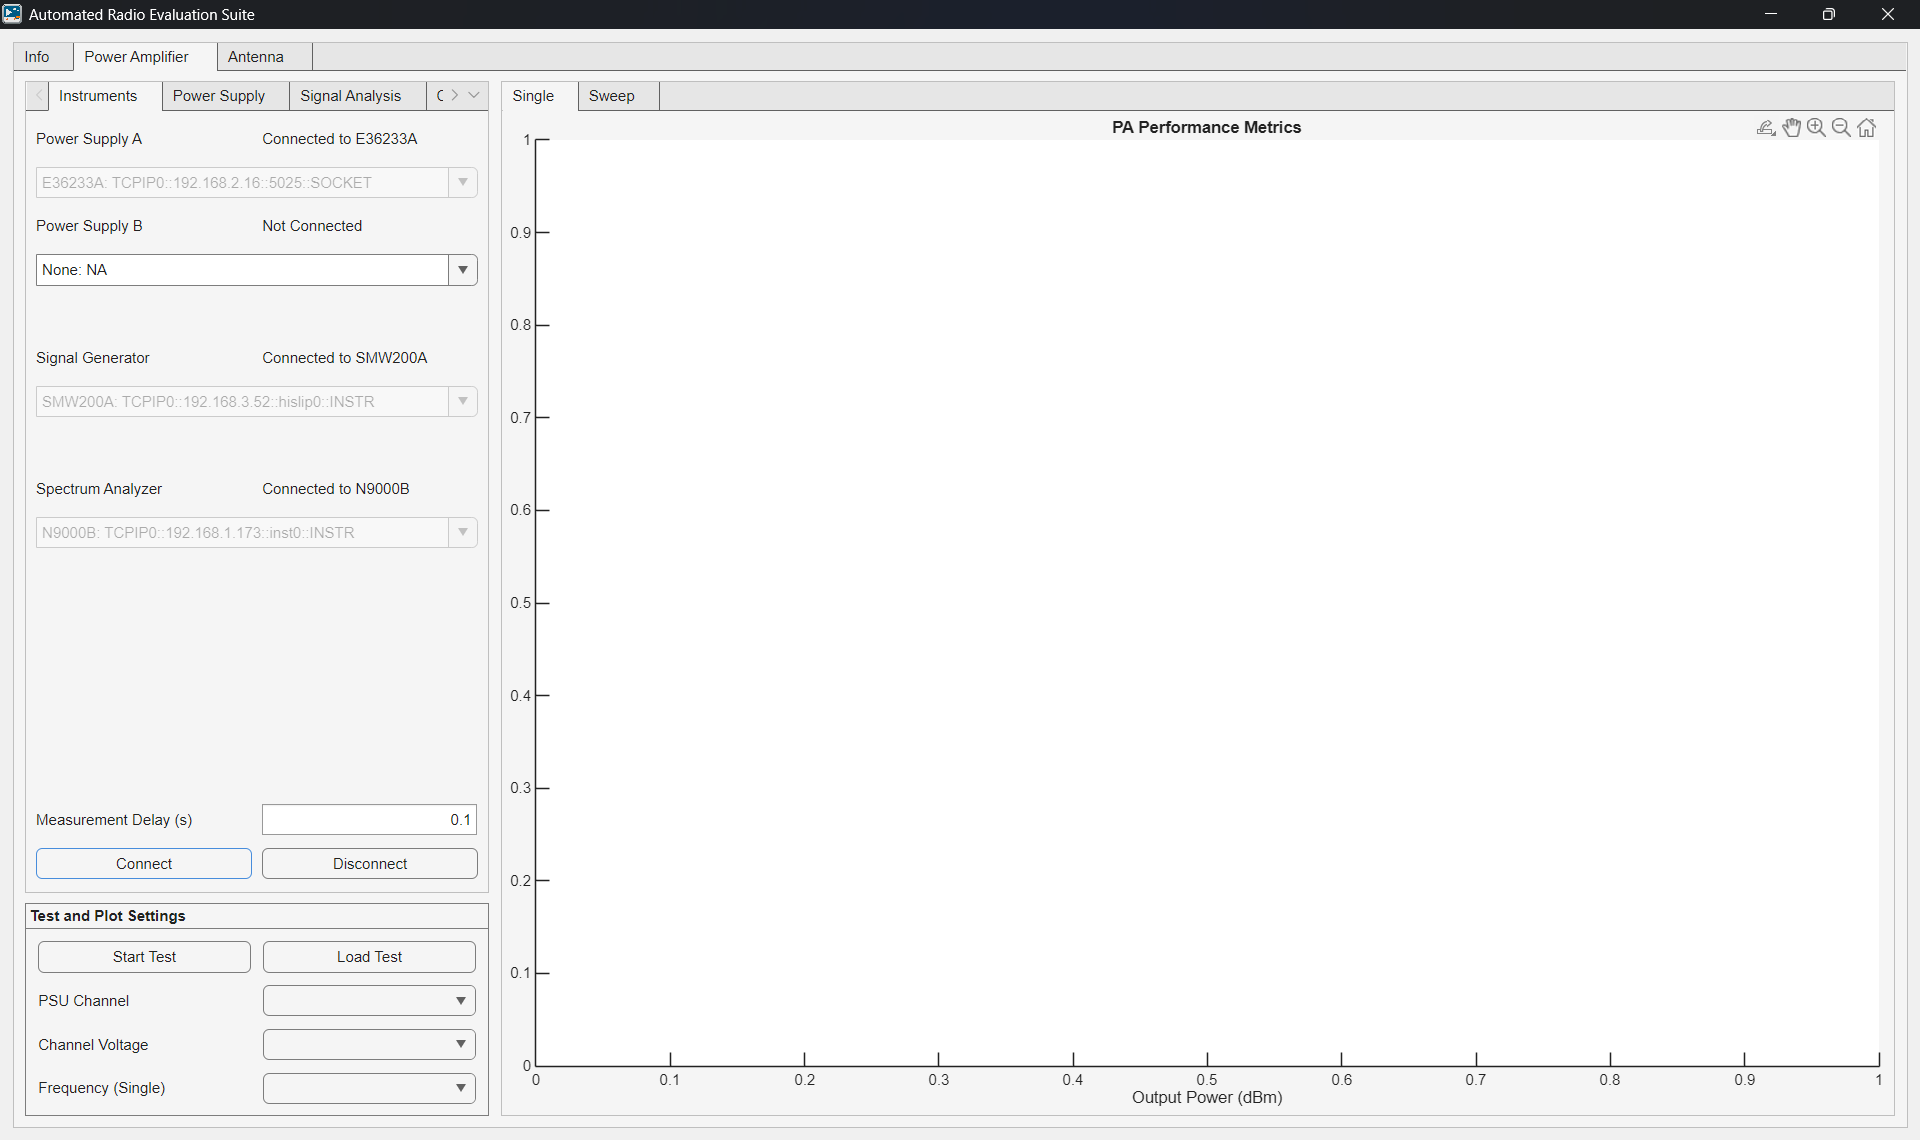 Automated Radio Evaluation Suite
Info Power Amplifier Antenna
Instruments Power Supply Signal Analysis
Power Supply A Connected to E36233A
E36233A: TCPIP0::192.168.2.16::5025::SOCKET
Power Supply B Not Connected
None: NA
Signal Generator Connected to SMW200A
SMW200A: TCPIP0::192.168.3.52::hislip0::INSTR
Spectrum Analyzer Connected to N9000B
N9000B: TCPIP0::192.168.1.173::inst0::INSTR
Measurement Delay (s) 0.1
Connect Disconnect
Test and Plot Settings
Start Test Load Test
PSU Channel
Channel Voltage
Frequency (Single)
Single Sweep
PA Performance Metrics
1
0.9
0.8
0.7
0.6
0.5
0.4
0.3
0.2
0.1
0
0 0.1 0.2 0.3 0.4 0.5 0.6 0.7 0.8 0.9 1
Output Power (dBm)